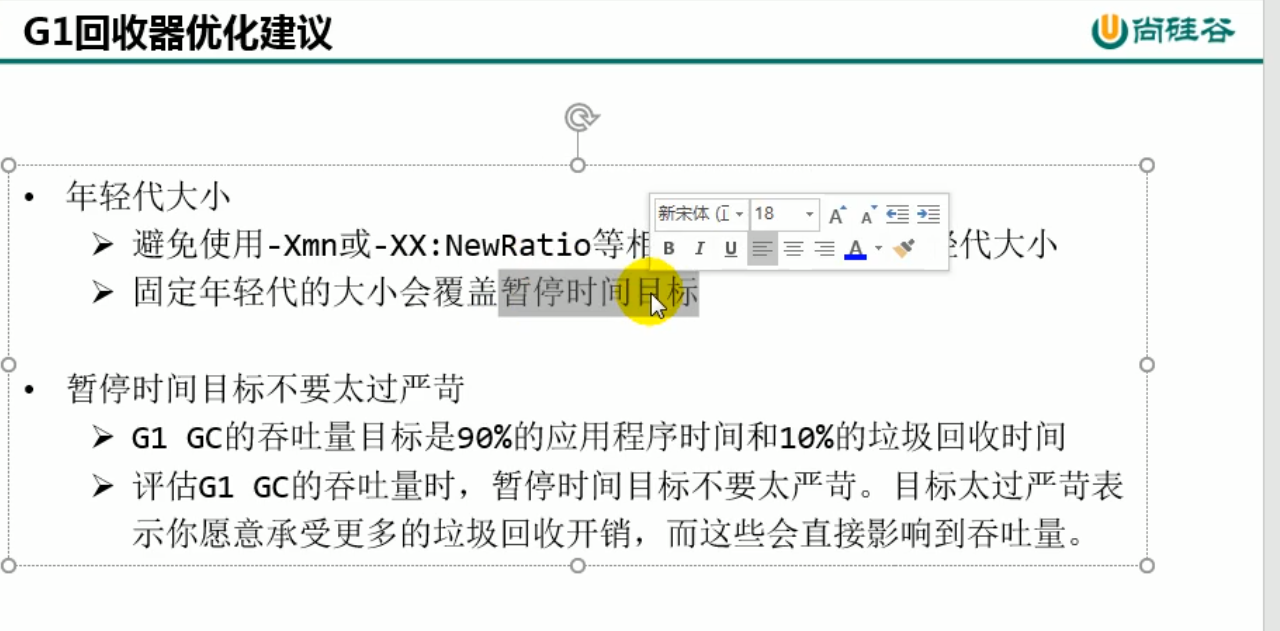 G1回收器优化建议
尚硅谷
• 年轻代大小
新宋体 18
B I U A
➢ 避免使用-Xmn或-XX:NewRatio等相 代大小
➢ 固定年轻代的大小会覆盖暂停时间目标
• 暂停时间目标不要太过严苛
➢ G1 GC的吞吐量目标是90%的应用程序时间和10%的垃圾回收时间
➢ 评估G1 GC的吞吐量时，暂停时间目标不要太严苛。目标太过严苛表
示你愿意承受更多的垃圾回收开销，而这些会直接影响到吞吐量。